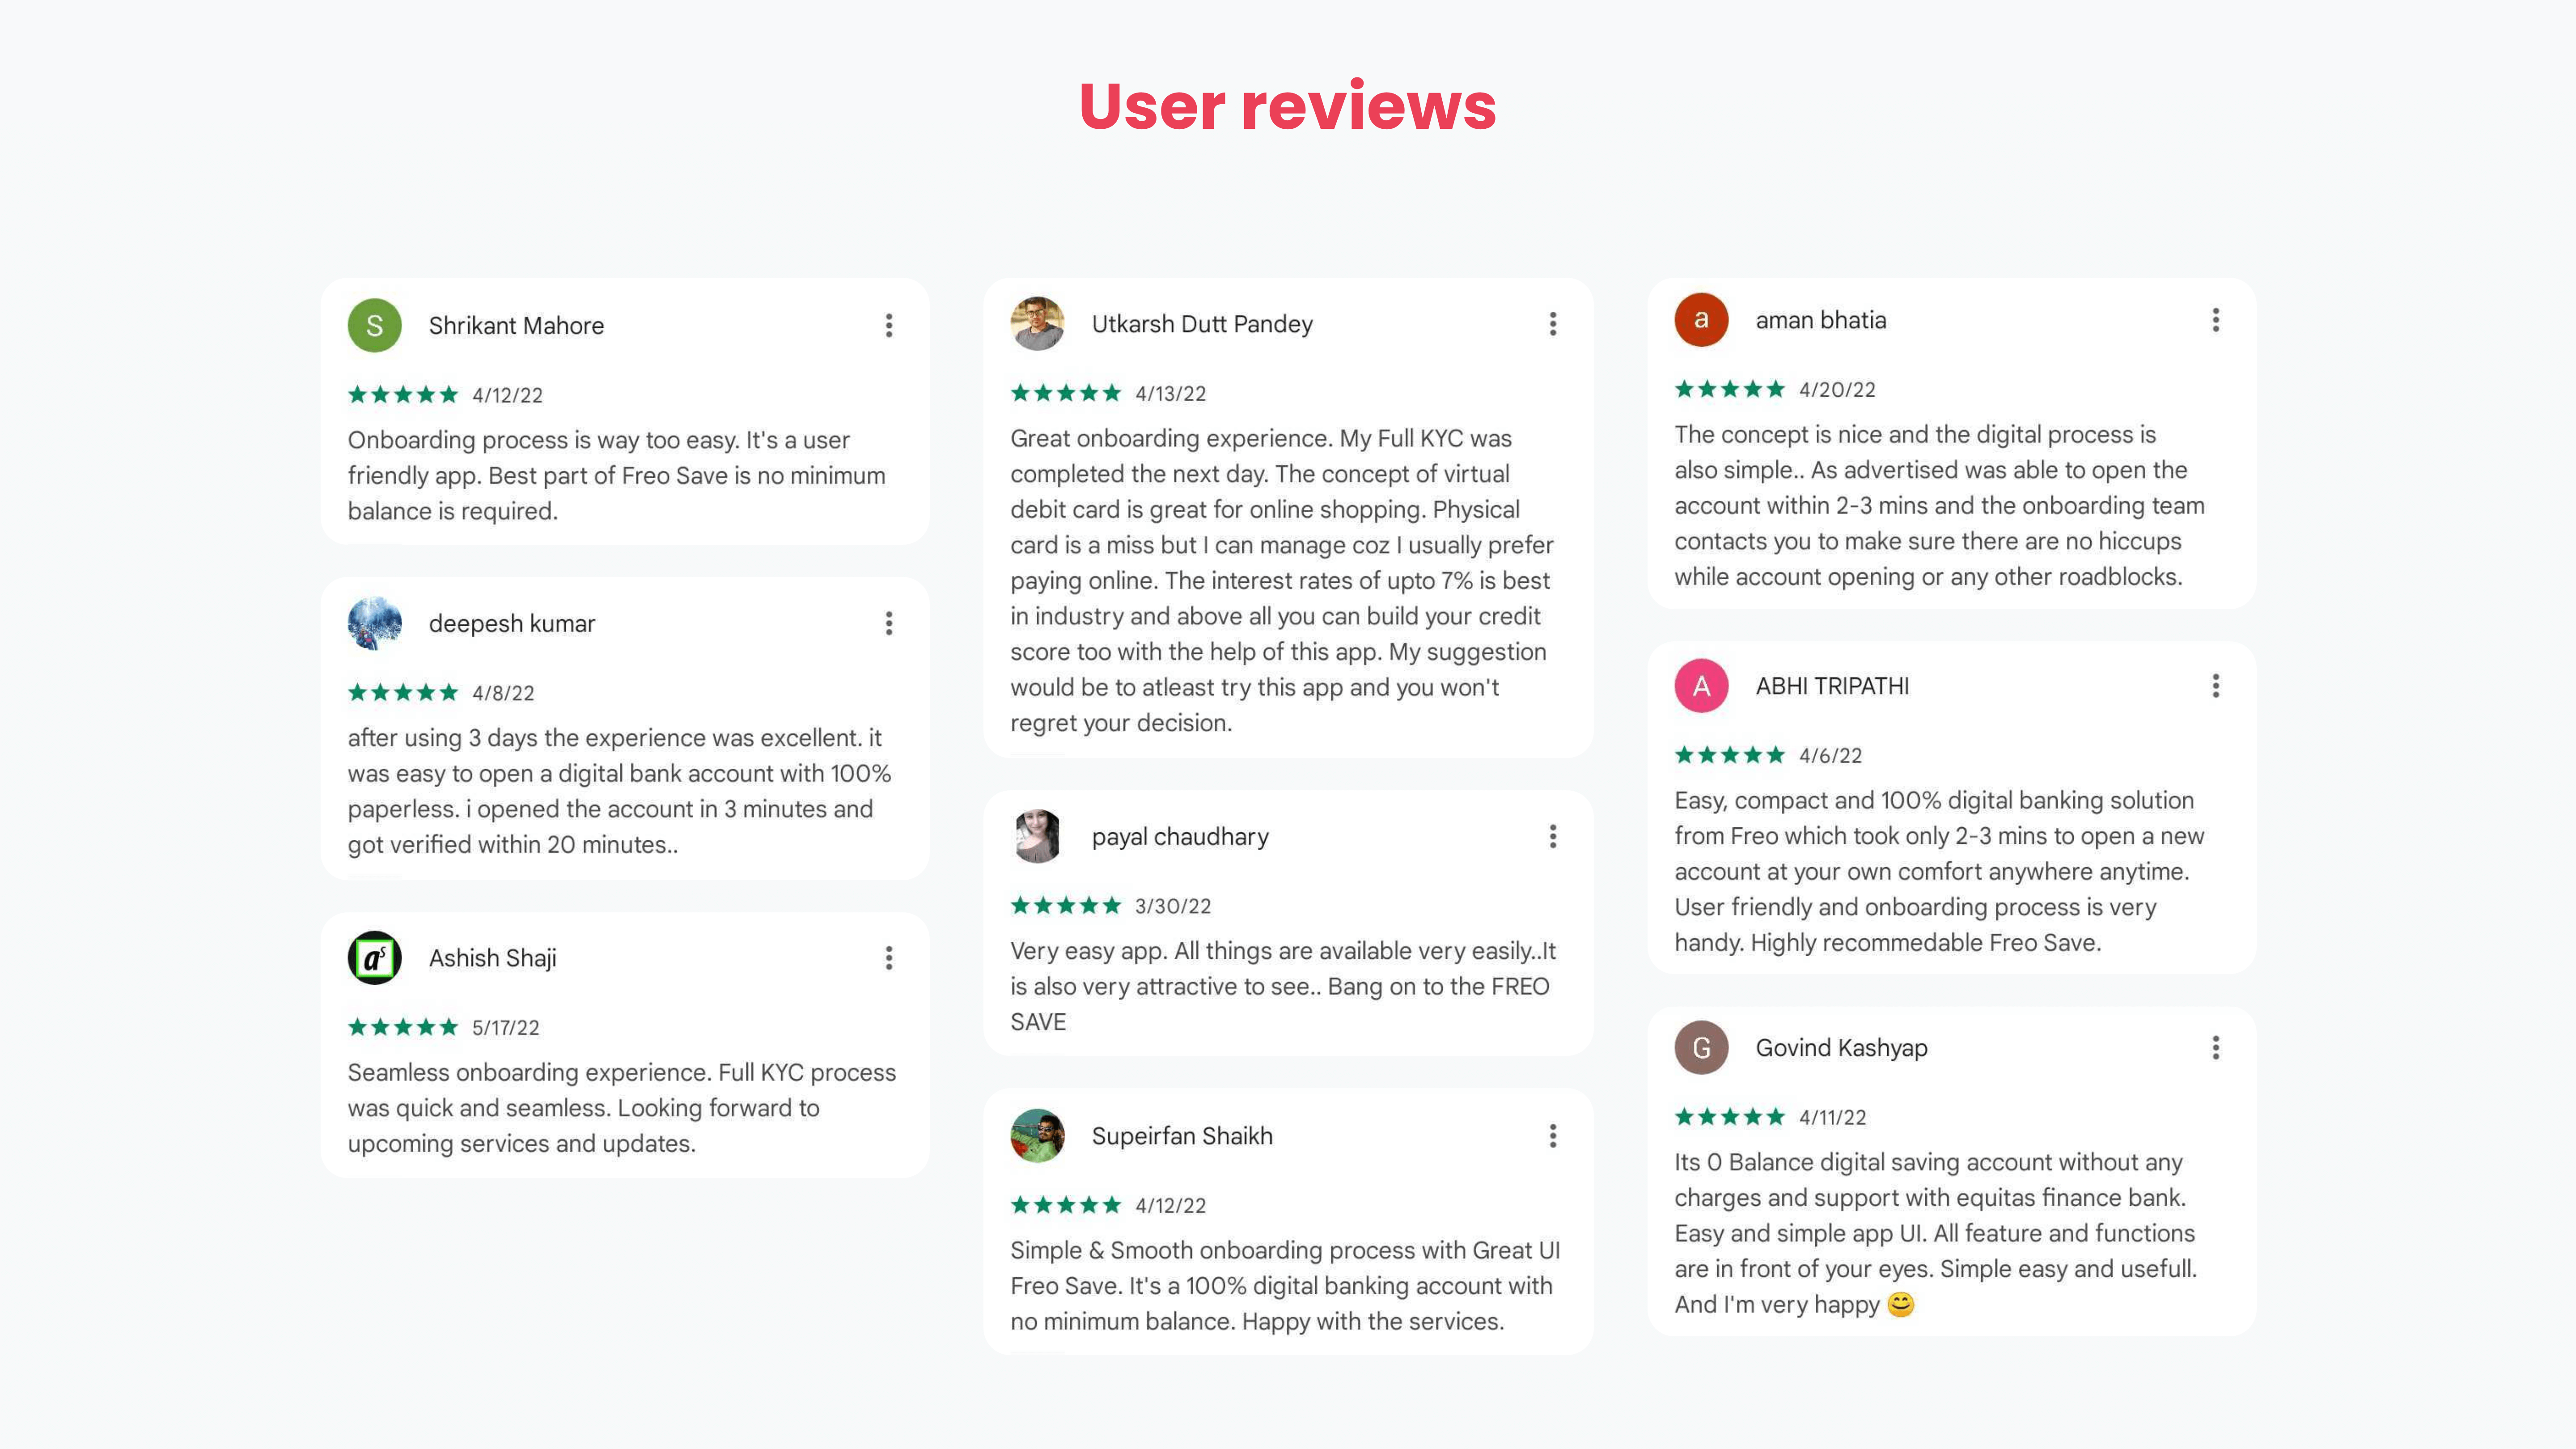 User reviews
S
Shrikant Mahore
4/12/22
Onboarding process is way too easy. It's a user
friendly app. Best part of Freo Save is no minimum
balance is required.
deepesh kumar
4/8/22
after using 3 days the experience was excellent. it
was easy to open a digital bank account with 100%
paperless. i opened the account in 3 minutes and
got verified within 20 minutes..
as
Ashish Shaji
5/17/22
Seamless onboarding experience. Full KYC process
was quick and seamless. Looking forward to
upcoming services and updates.
Utkarsh Dutt Pandey
4/13/22
Great onboarding experience. My Full KYC was
completed the next day. The concept of virtual
debit card is great for online shopping. Physical
card is a miss but I can manage coz I usually prefer
paying online. The interest rates of upto 7% is best
in industry and above all you can build your credit
score too with the help of this app. My suggestion
would be to atleast try this app and you won't
regret your decision.
payal chaudhary
3/30/22
Very easy app. All things are available very easily..It
is also very attractive to see.. Bang on to the FREO
SAVE
Supeirfan Shaikh
4/12/22
Simple & Smooth onboarding process with Great UI
Freo Save. It's a 100% digital banking account with
no minimum balance. Happy with the services.
a
aman bhatia
4/20/22
The concept is nice and the digital process is
also simple.. As advertised was able to open the
account within 2-3 mins and the onboarding team
contacts you to make sure there are no hiccups
while account opening or any other roadblocks.
A
ABHI TRIPATHI
4/6/22
Easy, compact and 100% digital banking solution
from Freo which took only 2-3 mins to open a new
account at your own comfort anywhere anytime.
User friendly and onboarding process is very
handy. Highly recommedable Freo Save.
G
Govind Kashyap
4/11/22
Its 0 Balance digital saving account without any
charges and support with equitas finance bank.
Easy and simple app UI. All feature and functions
are in front of your eyes. Simple easy and usefull.
And I'm very happy 😊